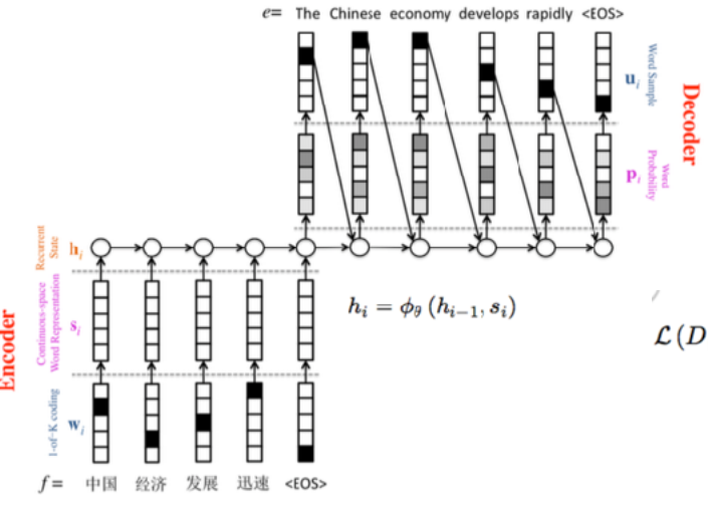 e= The Chinese economy develops rapidly <EOS>
u_i
Word Sample
Decoder
p_i
Word Probability
Recurrent State
h_i
h_i = φ_θ (h_{i−1}, s_i)
Encoder
Continuous-space Word Representation
s_i
ℒ(D
1-of-K coding
w_i
f= 中国 经济 发展 迅速 <EOS>